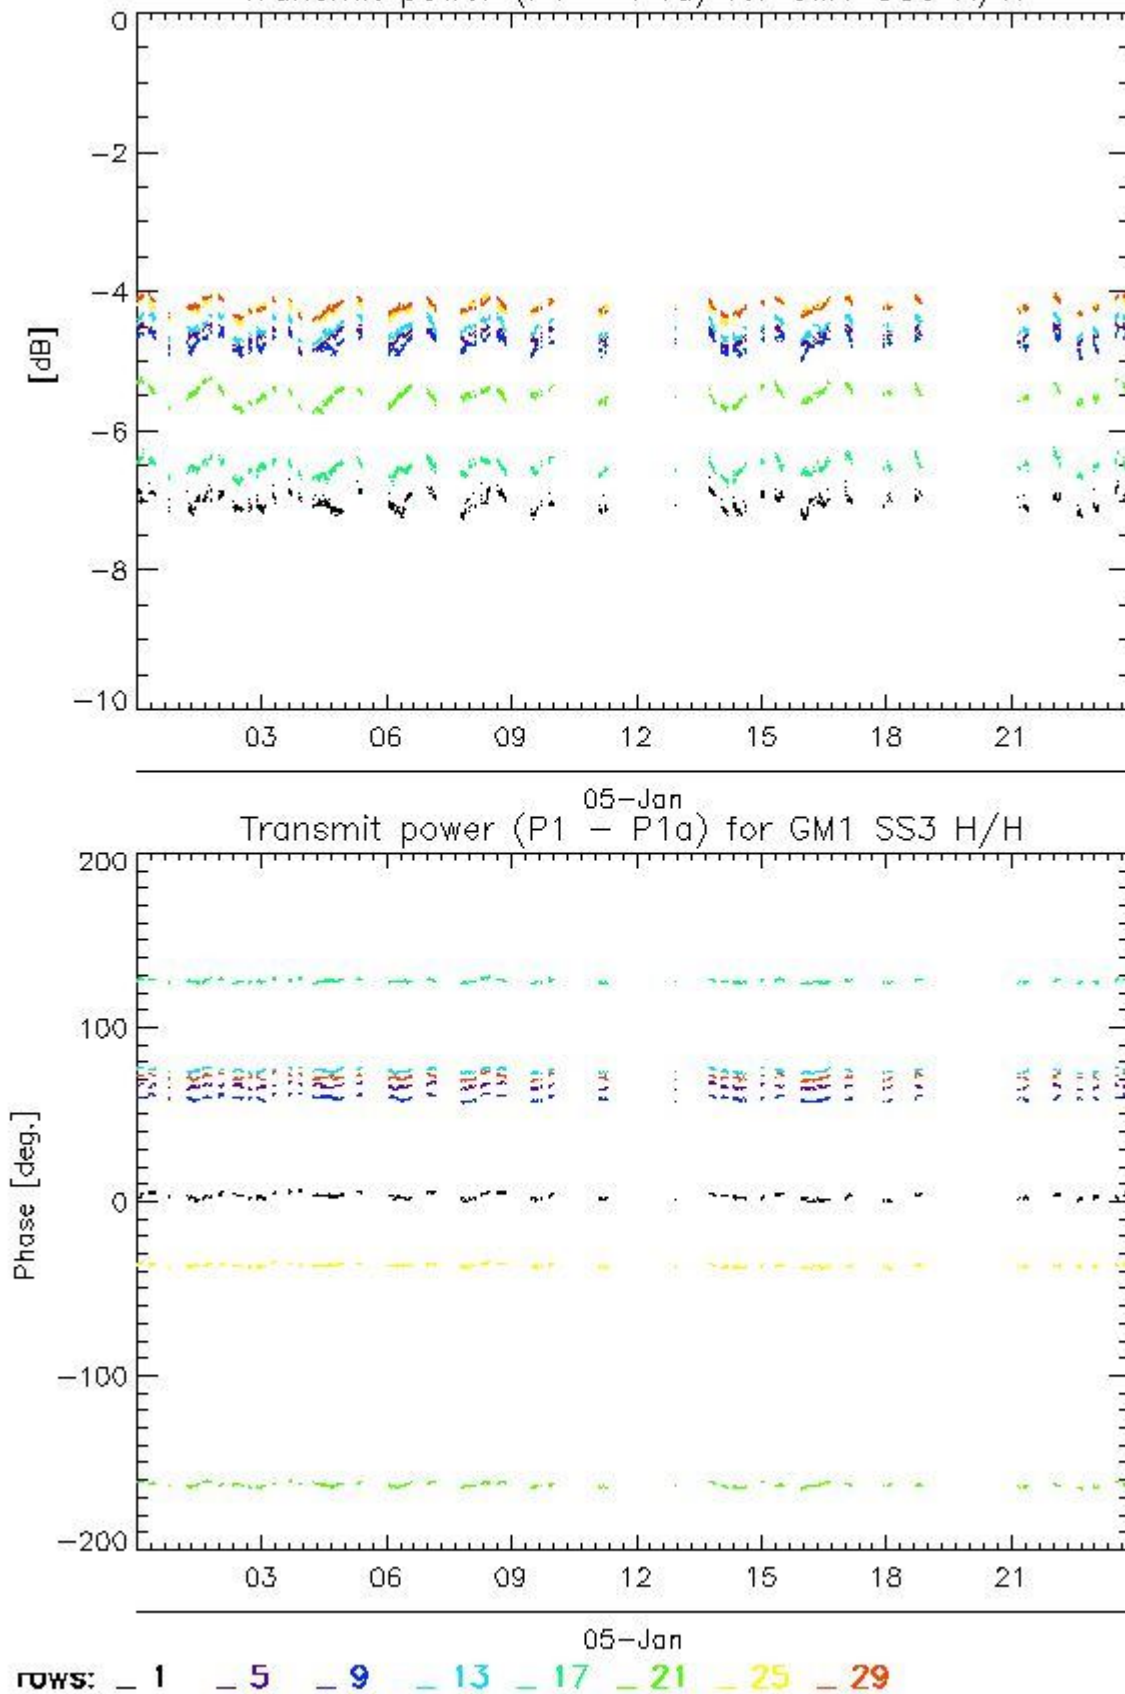 0
-2
-4
[dB]
-6
-8
-10
03 06 09 12 15 18 21
05-Jan
Transmit power (P1 - P1a) for GM1 SS3 H/H
200
100
Phase [deg.]
0
-100
-200
03 06 09 12 15 18 21
05-Jan
rows: _ 1 _ 5 _ 9 _ 13 _ 17 _ 21 _ 25 _ 29